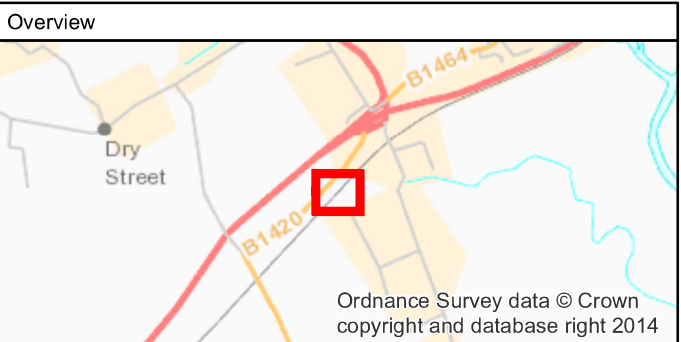 Overview
B1464
Dry
Street
B1420
Ordnance Survey data © Crown
copyright and database right 2014